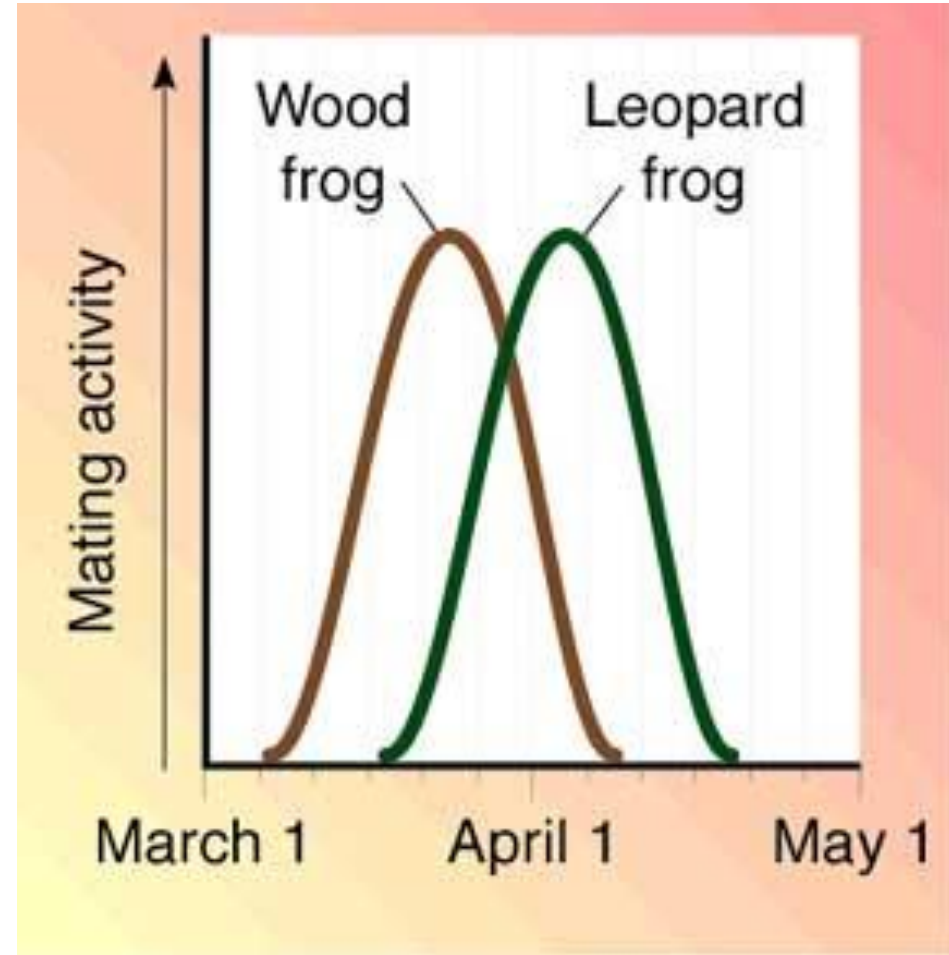 Wood
frog
Leopard
frog
Mating activity
March 1
April 1
May 1